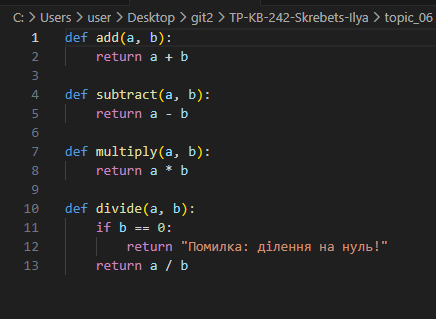 C: > Users > user > Desktop > git2 > TP-KB-242-Skrebets-Ilya > topic_06
1 def add(a, b):
2     return a + b
3
4 def subtract(a, b):
5     return a - b
6
7 def multiply(a, b):
8     return a * b
9
10 def divide(a, b):
11     if b == 0:
12         return "Помилка: ділення на нуль!"
13     return a / b